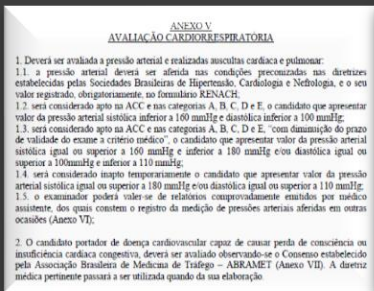 ANEXO V
AVALIAÇÃO CARDIORRESPIRATÓRIA
1. Deverá ser avaliada a pressão arterial e realizadas auscultas cardíaca e pulmonar:
1.1. a pressão arterial deverá ser aferida nas condições preconizadas nas diretrizes
estabelecidas pelas Sociedades Brasileiras de Hipertensão, Cardiologia e Nefrologia, e o seu
valor registrado, obrigatoriamente, no formulário RENACH;
1.2. será considerado apto na ACC e nas categorias A, B, C, D e E, o candidato que apresentar
valor da pressão arterial sistólica inferior a 160 mmHg e diastólica inferior a 100 mmHg;
1.3. será considerado apto na ACC e nas categorias A, B, C, D e E, "com diminuição do prazo
de validade do exame a critério médico", o candidato que apresentar valor da pressão arterial
sistólica igual ou superior a 160 mmHg e inferior a 180 mmHg e/ou diastólica igual ou
superior a 100mmHg e inferior a 110 mmHg;
1.4. será considerado inapto temporariamente o candidato que apresentar valor da pressão
arterial sistólica igual ou superior a 180 mmHg e/ou diastólica igual ou superior a 110 mmHg;
1.5. o examinador poderá valer-se de relatórios comprovadamente emitidos por médico
assistente, dos quais constem o registro da medição de pressões arteriais aferidas em outras
ocasiões (Anexo VI);
2. O candidato portador de doença cardiovascular capaz de causar perda de consciência ou
insuficiência cardíaca congestiva, deverá ser avaliado observando-se o Consenso estabelecido
pela Associação Brasileira de Medicina de Tráfego – ABRAMET (Anexo VII). A diretriz
médica pertinente passará a ser utilizada quando da sua elaboração.